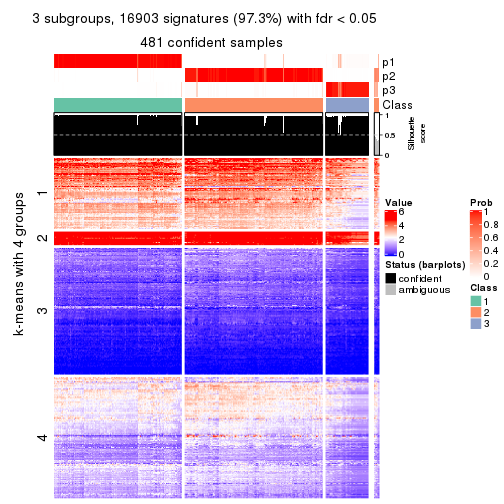 3 subgroups, 16903 signatures (97.3%) with fdr < 0.05
481 confident samples
p1
p2
p3
Class
1
0.5
0
Silhouette
score
k-means with 4 groups
1
2
3
4
Value
6
4
2
0
Status (barplots)
confident
ambiguous
Prob
1
0.8
0.6
0.4
0.2
0
Class
1
2
3